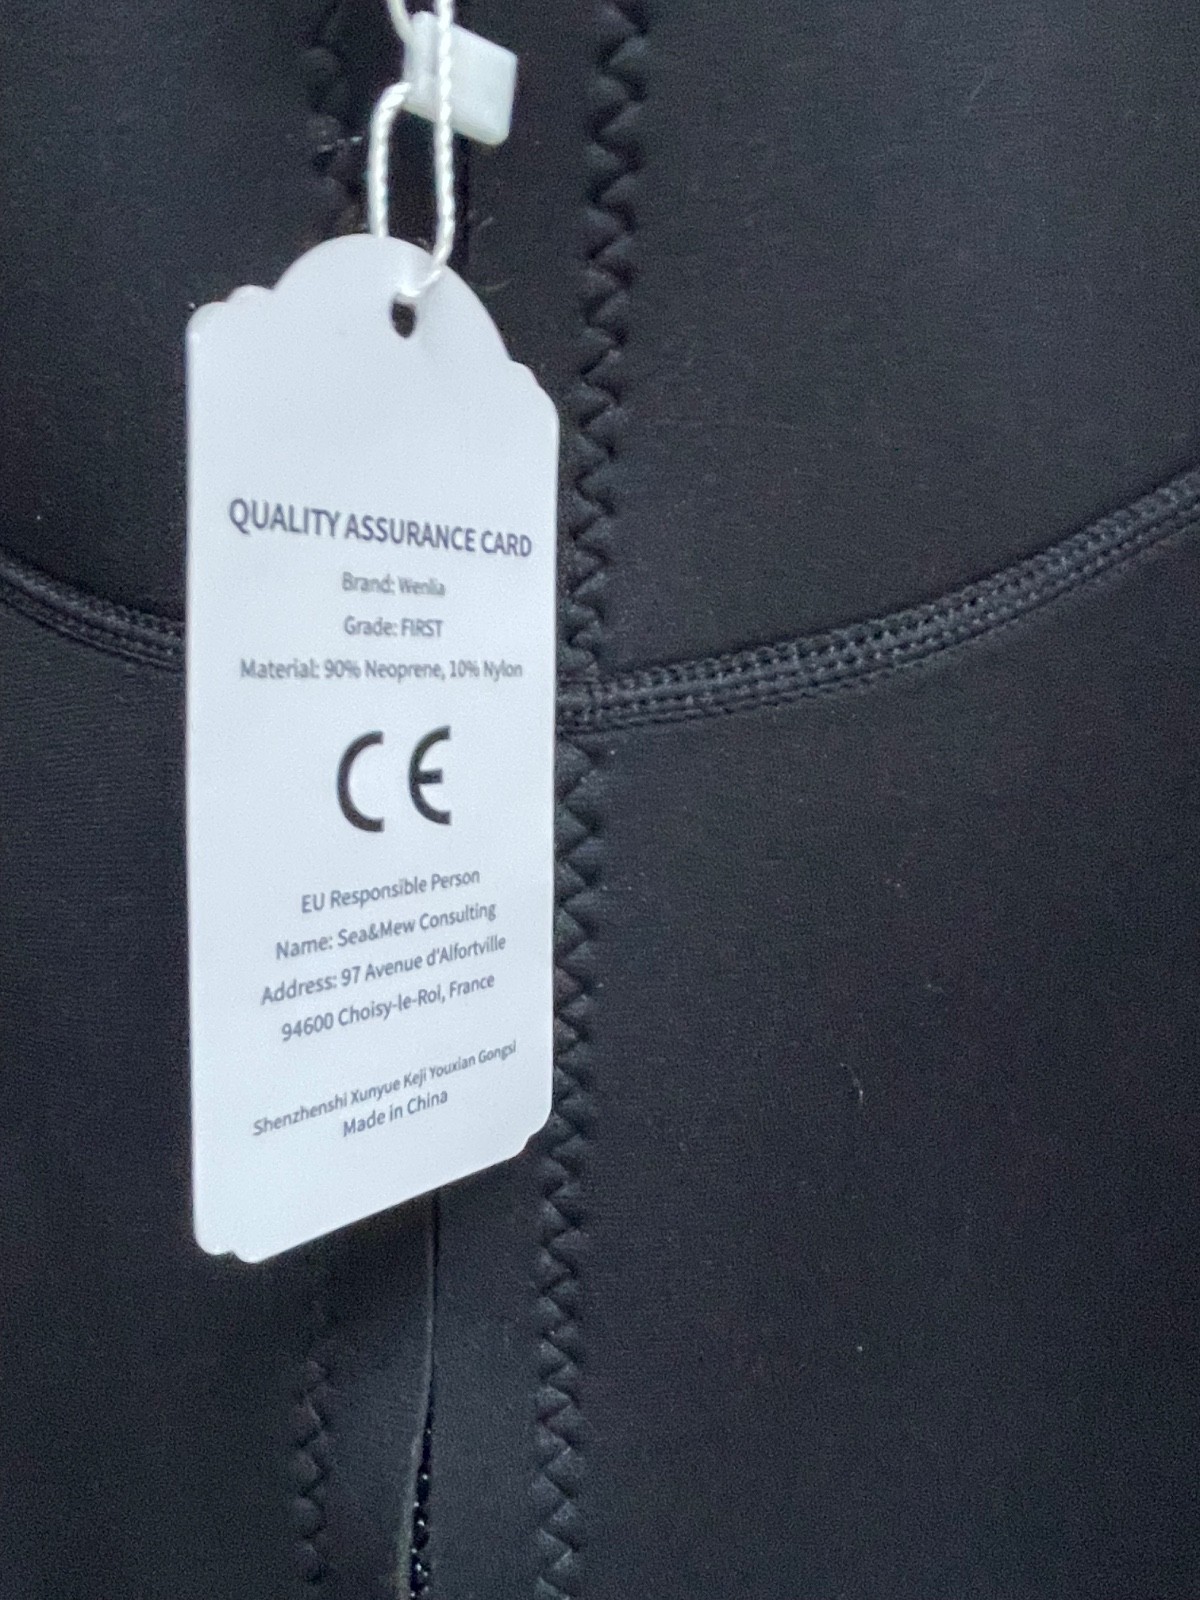 QUALITY ASSURANCE CARD
Brand: Wenlia
Grade: FIRST
Material: 90% Neoprene, 10% Nylon
CE
EU Responsible Person
Name: Sea&Mew Consulting
Address: 97 Avenue d'Alfortville
94600 Choisy-le-Roi, France
Shenzhenshi Xunyue Keji Youxian Gongsi
Made in China